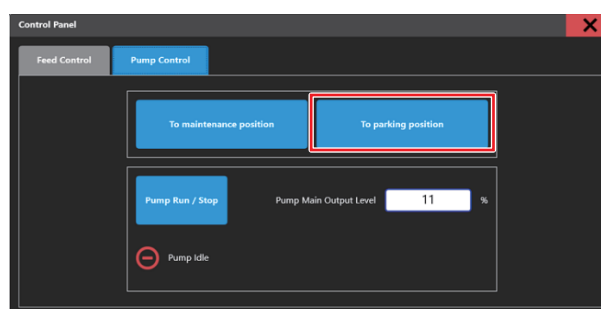 Control Panel
Feed Control Pump Control
To maintenance position To parking position
Pump Run / Stop Pump Main Output Level 11 %
Pump Idle